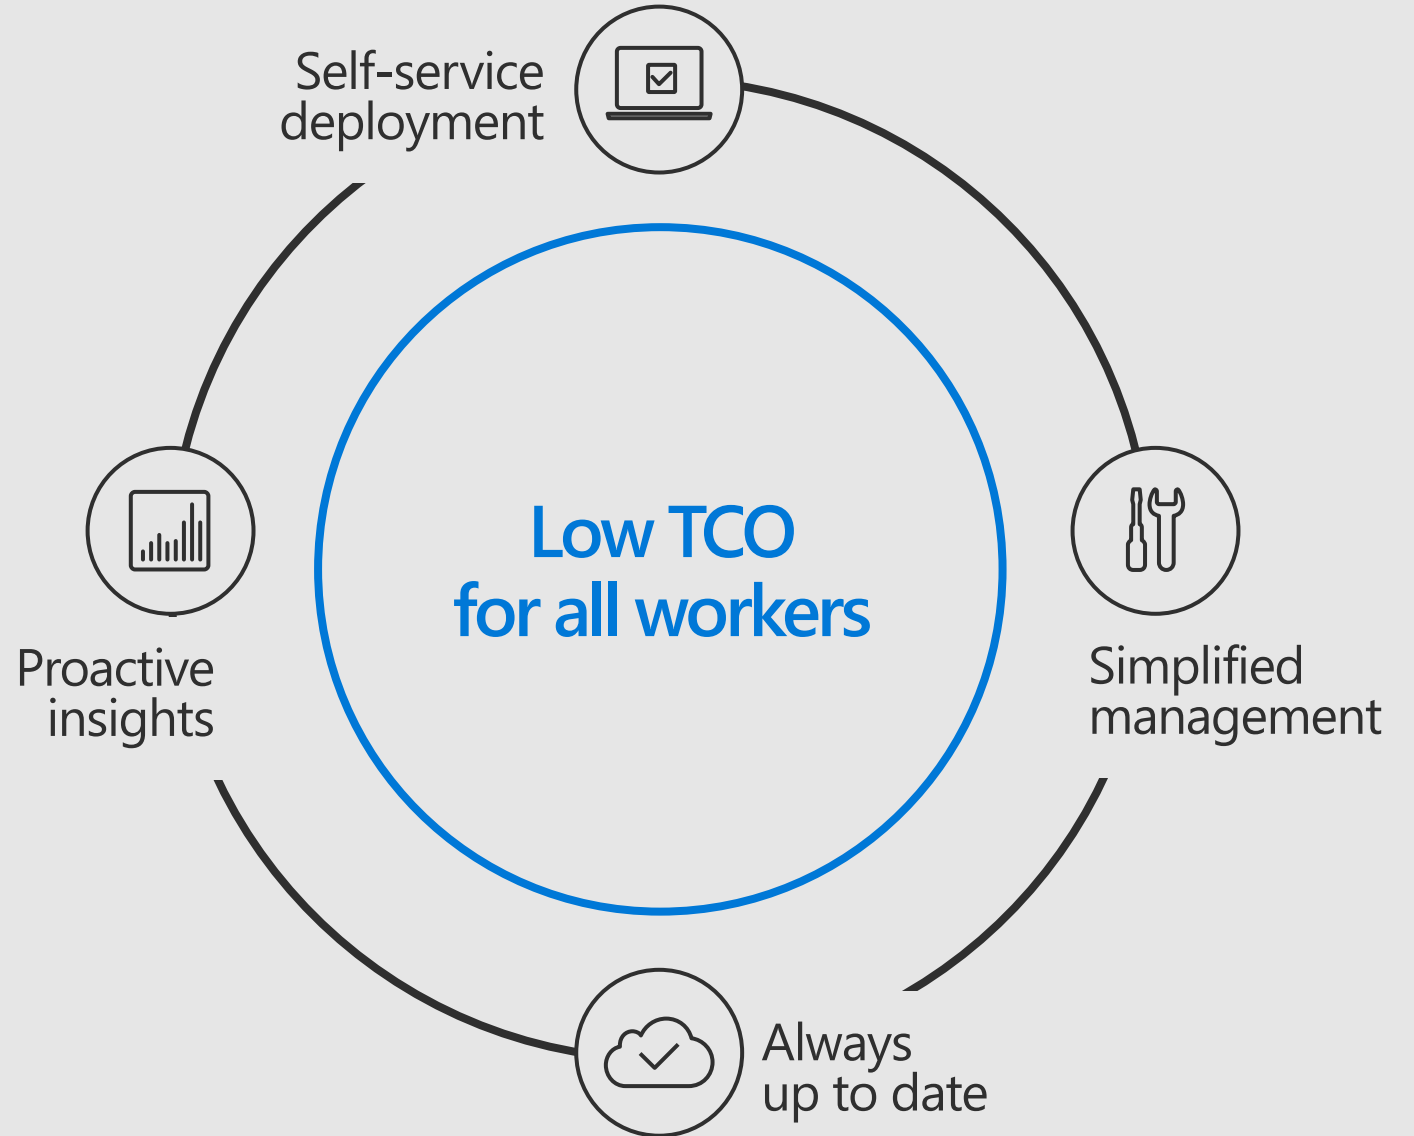 Self-service
deployment
Low TCO
for all workers
Proactive
insights
Simplified
management
Always
up to date